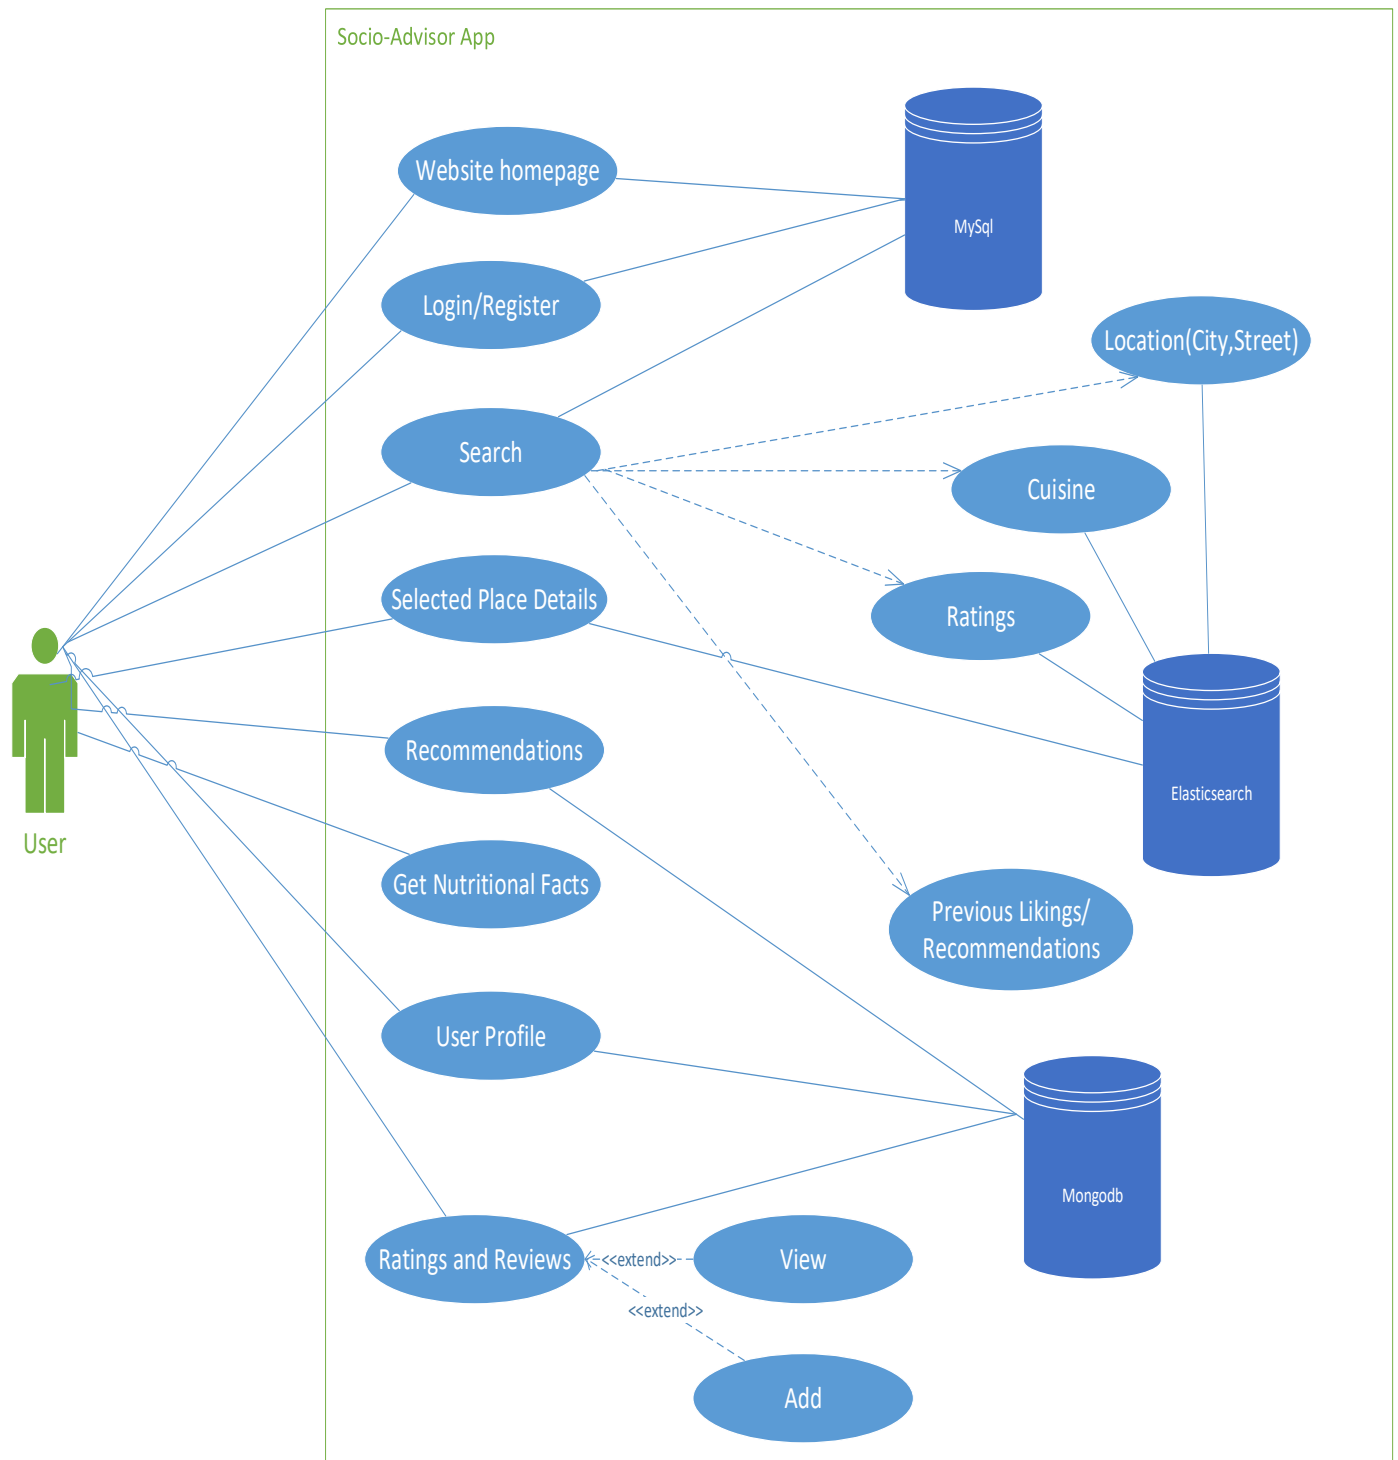 Socio-Advisor App
Website homepage
MySql
Login/Register
Location(City,Street)
Search
Cuisine
Selected Place Details
Ratings
Recommendations
Elasticsearch
User
Get Nutritional Facts
Previous Likings/
Recommendations
User Profile
Mongodb
Ratings and Reviews
<<extend>>
View
<<extend>>
Add